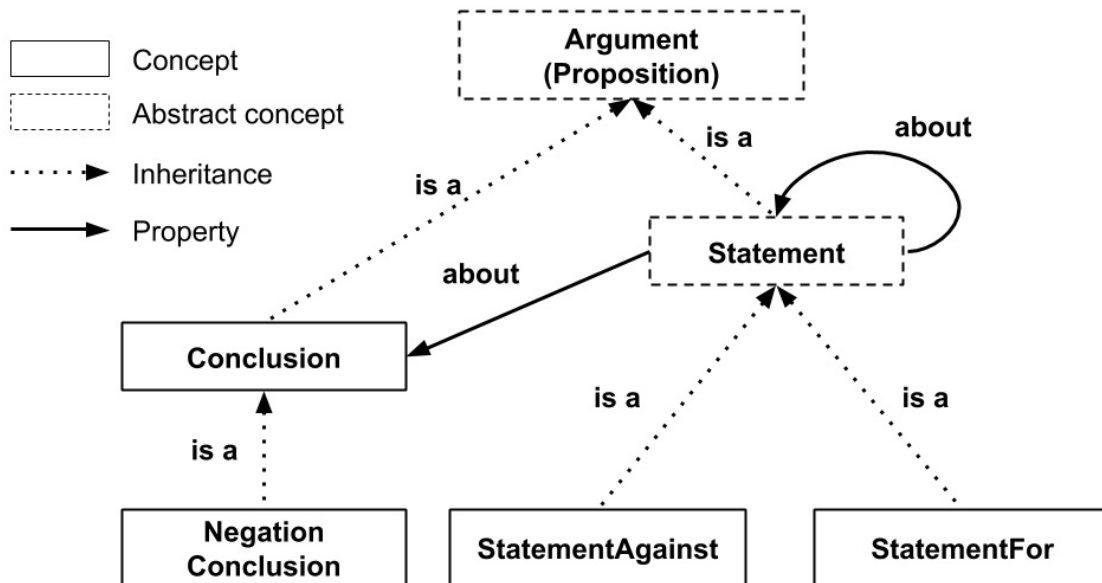 Concept
Abstract concept
Inheritance
Property
Argument
(Proposition)
is a
is a
about
Statement
about
Conclusion
is a
is a
is a
Negation
Conclusion
StatementAgainst
StatementFor